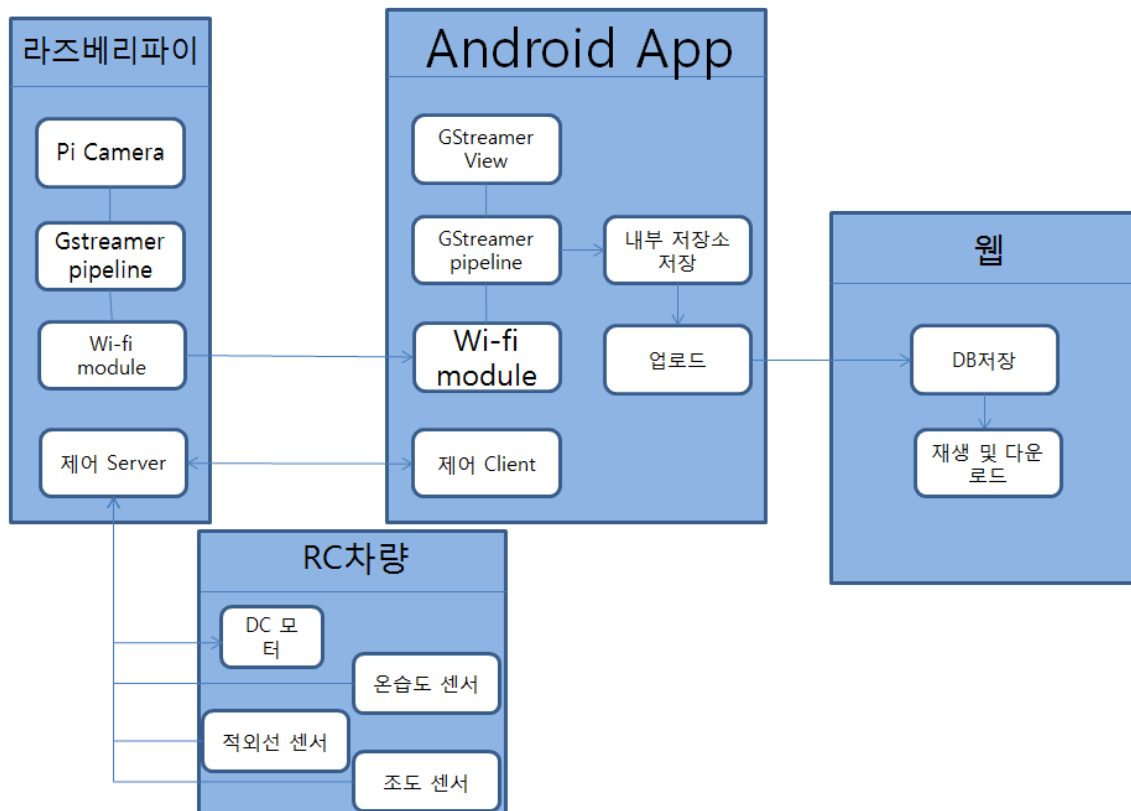 라즈베리파이
Pi Camera
Gstreamer
pipeline
Wi-fi
module
제어 Server
Android App
GStreamer
View
GStreamer
pipeline
Wi-fi
module
제어 Client
내부 저장소
저장
업로드
웹
DB저장
재생 및 다운
로드
RC차량
DC 모
터
온습도 센서
적외선 센서
조도 센서